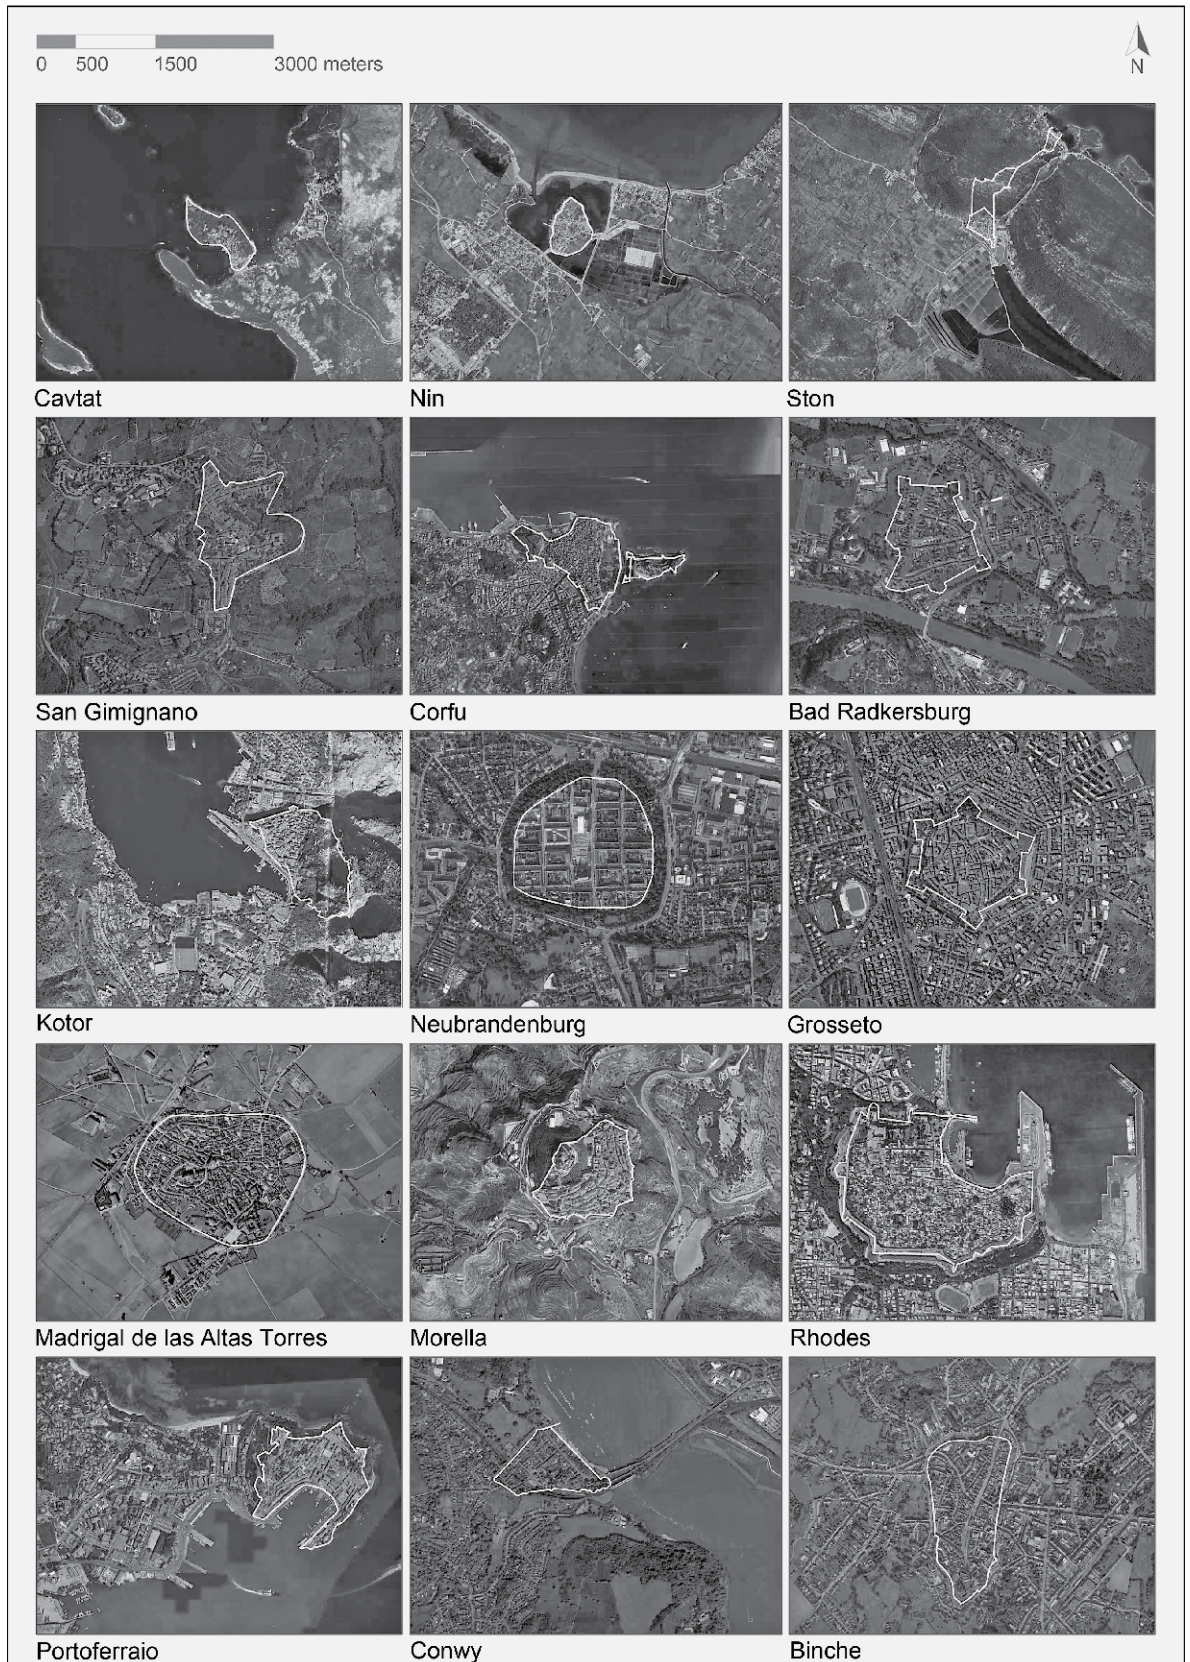 0 500 1500 3000 meters
N
Cavtat Nin Ston
San Gimignano Corfu Bad Radkersburg
Kotor Neubrandenburg Grosseto
Madrigal de las Altas Torres Morella Rhodes
Portoferraio Conwy Binche